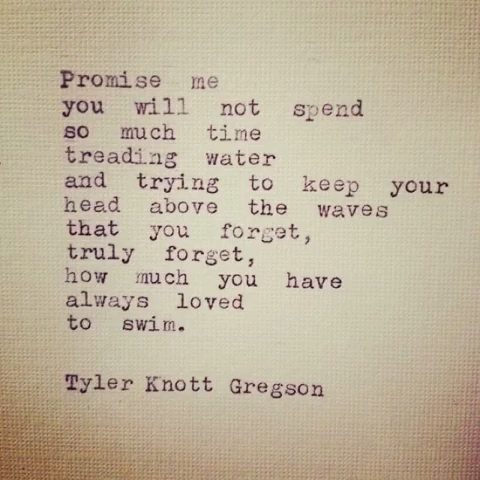 Promise me
you will not spend
so much time
treading water
and trying to keep your
head above the waves
that you forget,
truly forget,
how much you have
always loved
to swim.
Tyler Knott Gregson